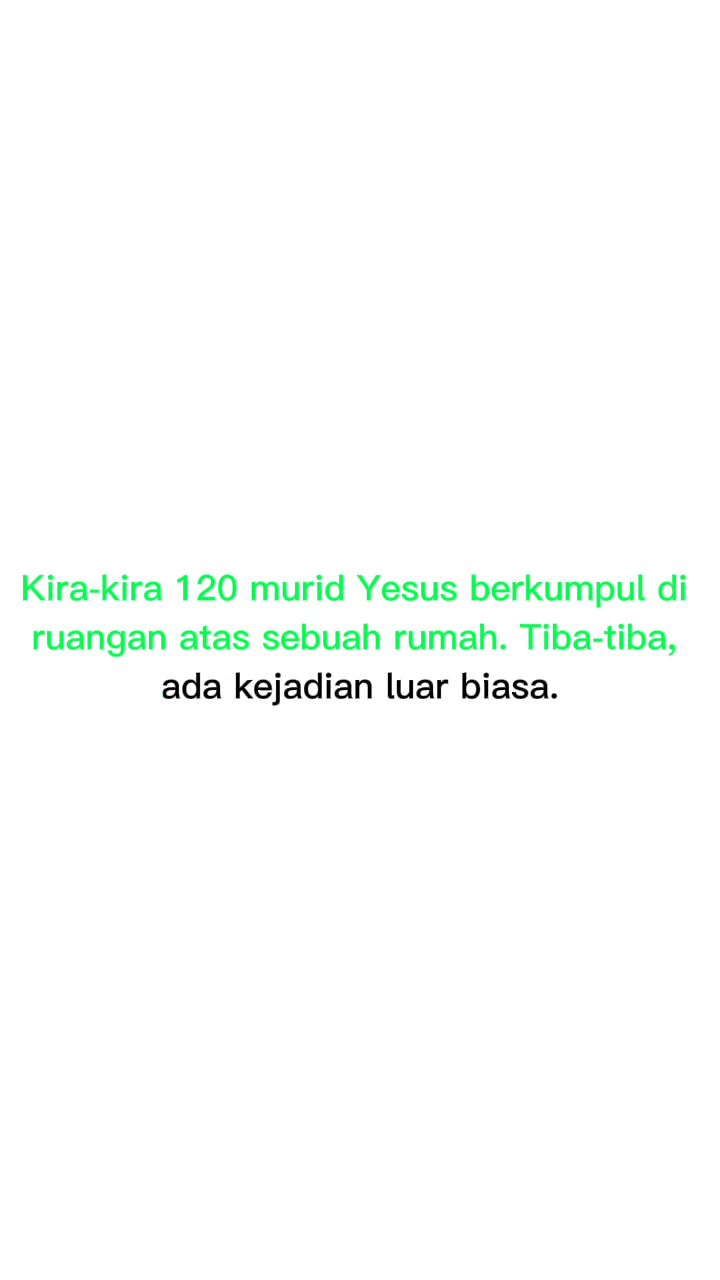 Kira-kira 120 murid Yesus berkumpul di
ruangan atas sebuah rumah. Tiba-tiba,
ada kejadian luar biasa.